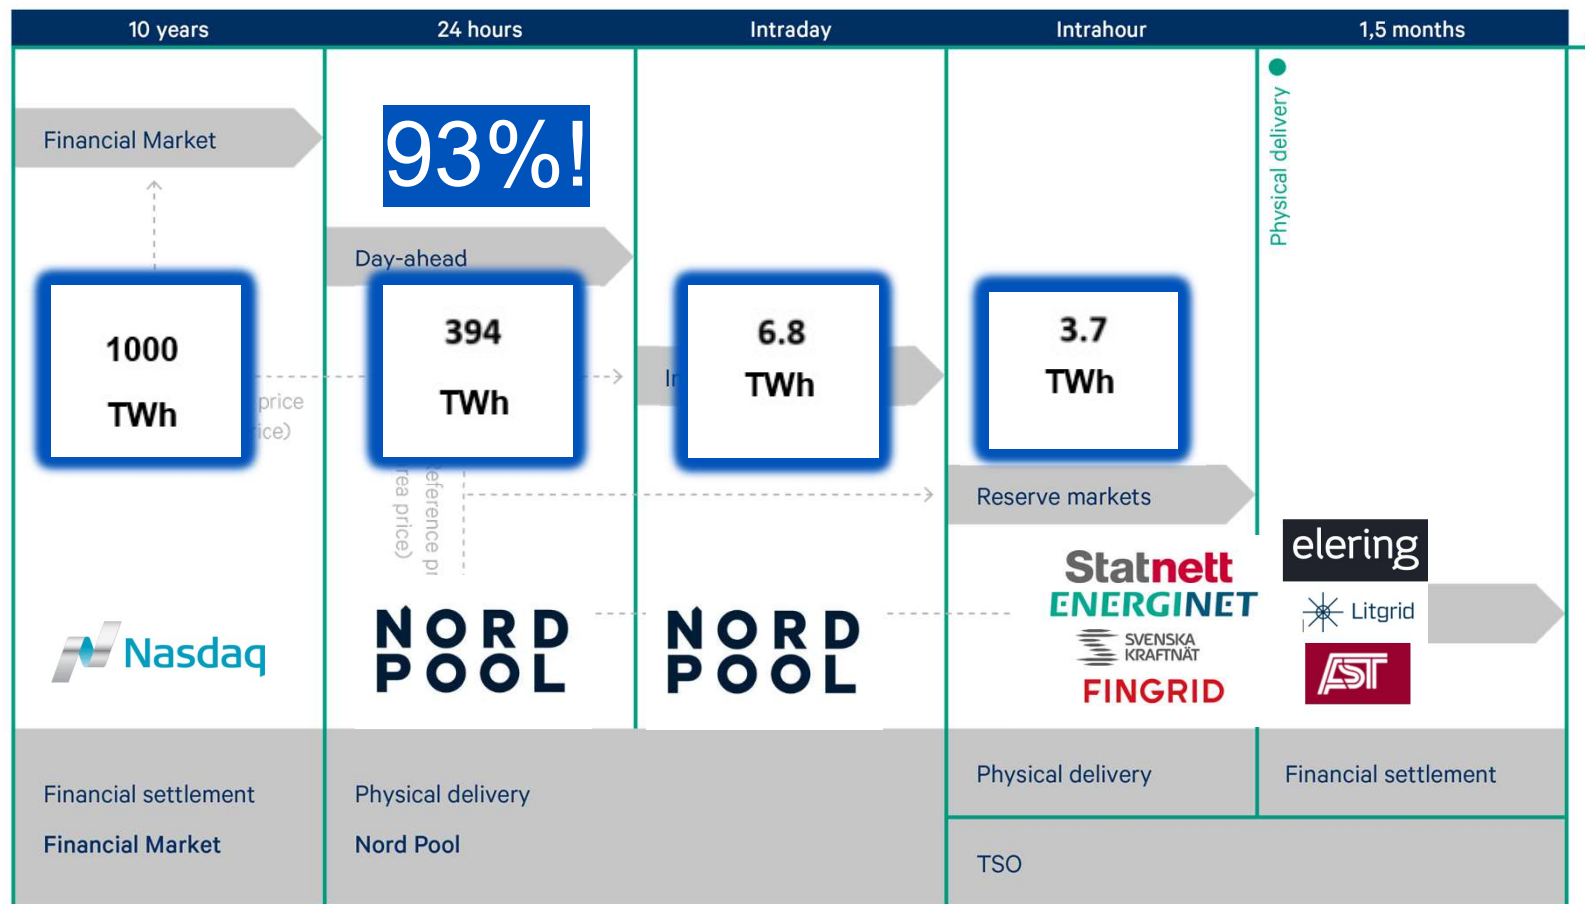 10 years
24 hours
Intraday
Intrahour
1,5 months
Financial Market
93%!
Physical delivery
Day-ahead
1000
TWh
394
TWh
6.8
TWh
3.7
TWh
price
Reserve markets
Nasdaq
NORD
POOL
NORD
POOL
Statnett
ENERGINET
SVENSKA
KRAFTNÄT
FINGRID
elering
Litgrid
AST
Financial settlement
Financial Market
Physical delivery
Nord Pool
Physical delivery
Financial settlement
TSO